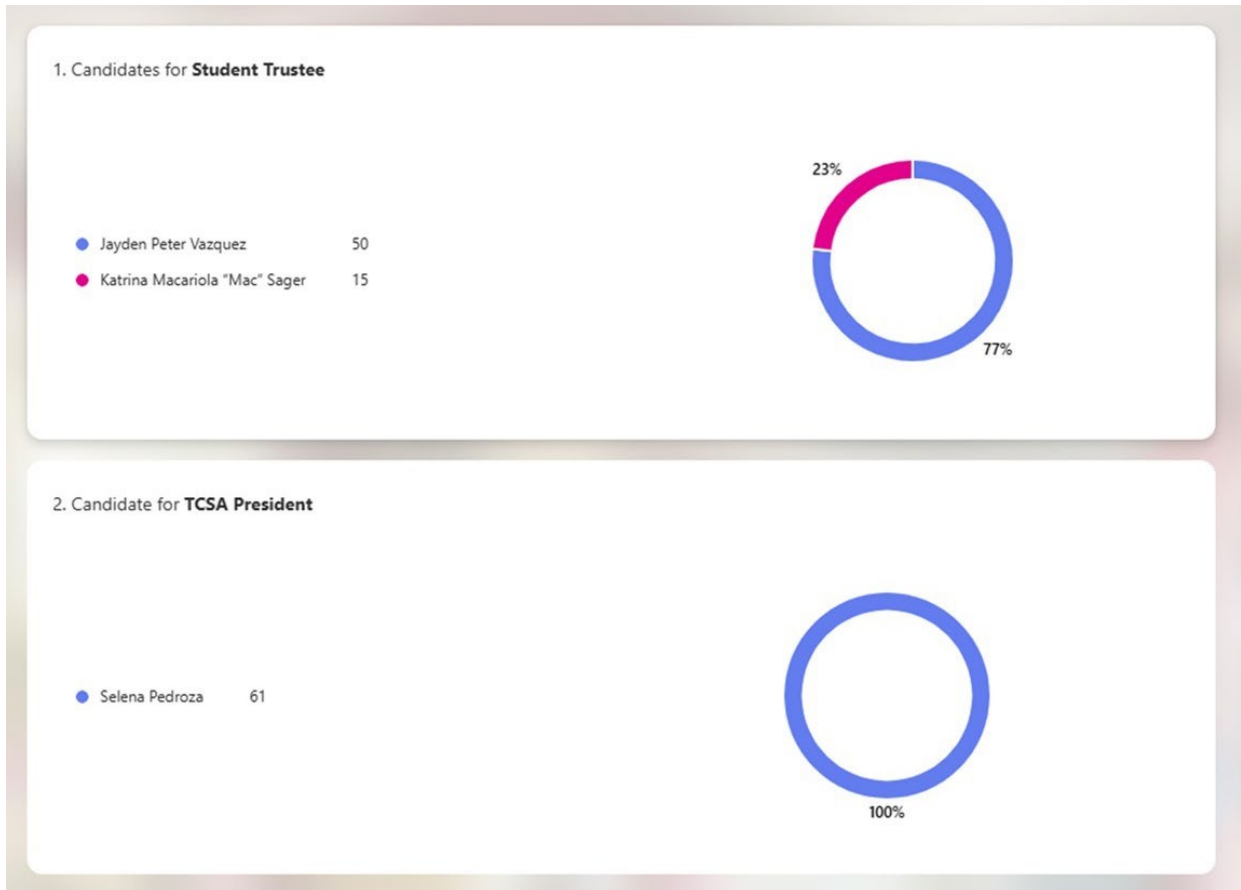 1. Candidates for Student Trustee
Jayden Peter Vazquez 50
Katrina Macariola “Mac” Sager 15
23%
77%
2. Candidate for TCSA President
Selena Pedroza 61
100%